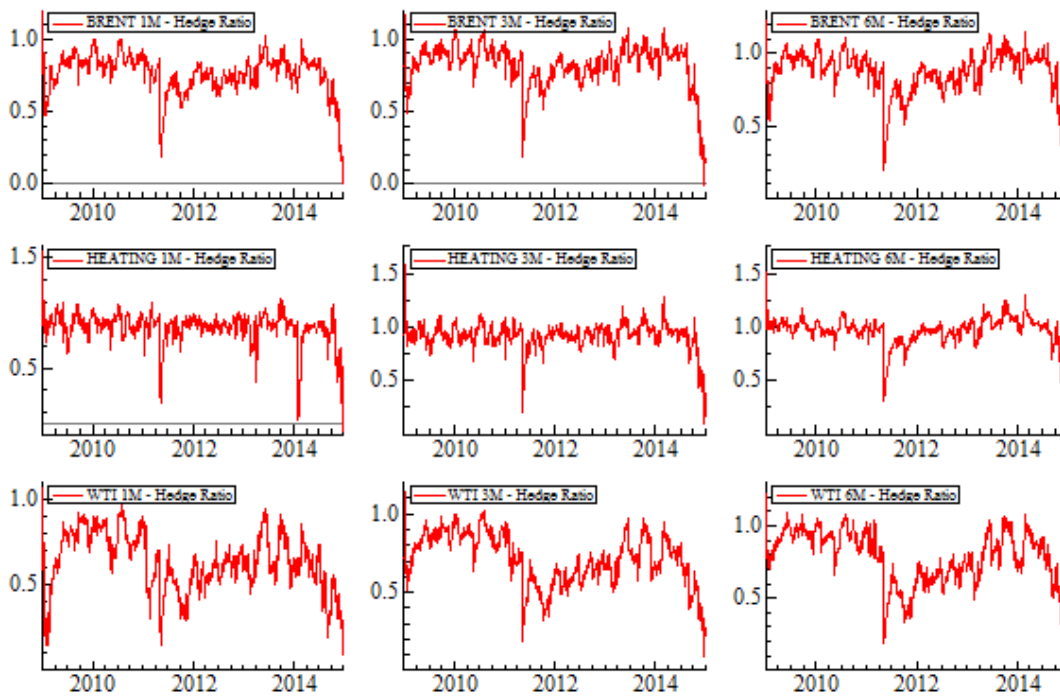 BRENT 1M - Hedge Ratio
1.0
0.5
0.0
2010 2012 2014
BRENT 3M - Hedge Ratio
1.0
0.5
0.0
2010 2012 2014
BRENT 6M - Hedge Ratio
1.0
0.5
2010 2012 2014
HEATING 1M - Hedge Ratio
1.5
0.5
2010 2012 2014
HEATING 3M - Hedge Ratio
1.5
1.0
0.5
2010 2012 2014
HEATING 6M - Hedge Ratio
1.5
1.0
0.5
2010 2012 2014
WTI 1M - Hedge Ratio
1.0
0.5
2010 2012 2014
WTI 3M - Hedge Ratio
1.0
0.5
2010 2012 2014
WTI 6M - Hedge Ratio
1.0
0.5
2010 2012 2014